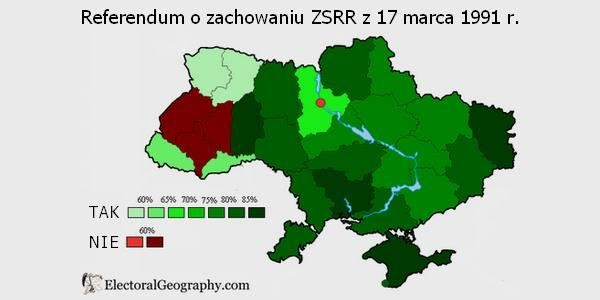 Referendum o zachowaniu ZSRR z 17 marca 1991 r.
60% 65% 70% 75% 80% 85%
TAK
60%
NIE
ElectoralGeography.com